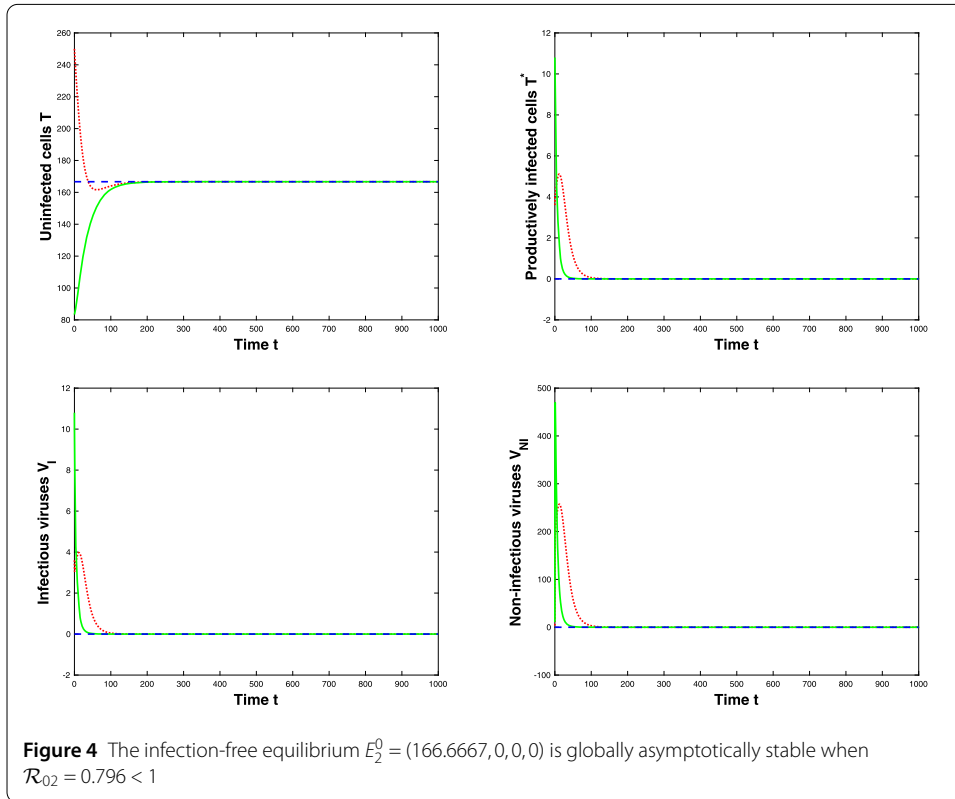 260
240
220
200
180
160
140
120
100
80
Uninfected cells T
0 100 200 300 400 500 600 700 800 900 1000
Time t
12
10
8
6
4
2
0
-2
Productively infected cells T*
0 100 200 300 400 500 600 700 800 900 1000
Time t
12
10
8
6
4
2
0
-2
Infectious viruses V_I
0 100 200 300 400 500 600 700 800 900 1000
Time t
500
400
300
200
100
0
-100
Non-infectious viruses V_NI
0 100 200 300 400 500 600 700 800 900 1000
Time t
Figure 4 The infection-free equilibrium E₂⁰ = (166.6667, 0, 0, 0) is globally asymptotically stable when
ℛ₀₂ = 0.796 < 1